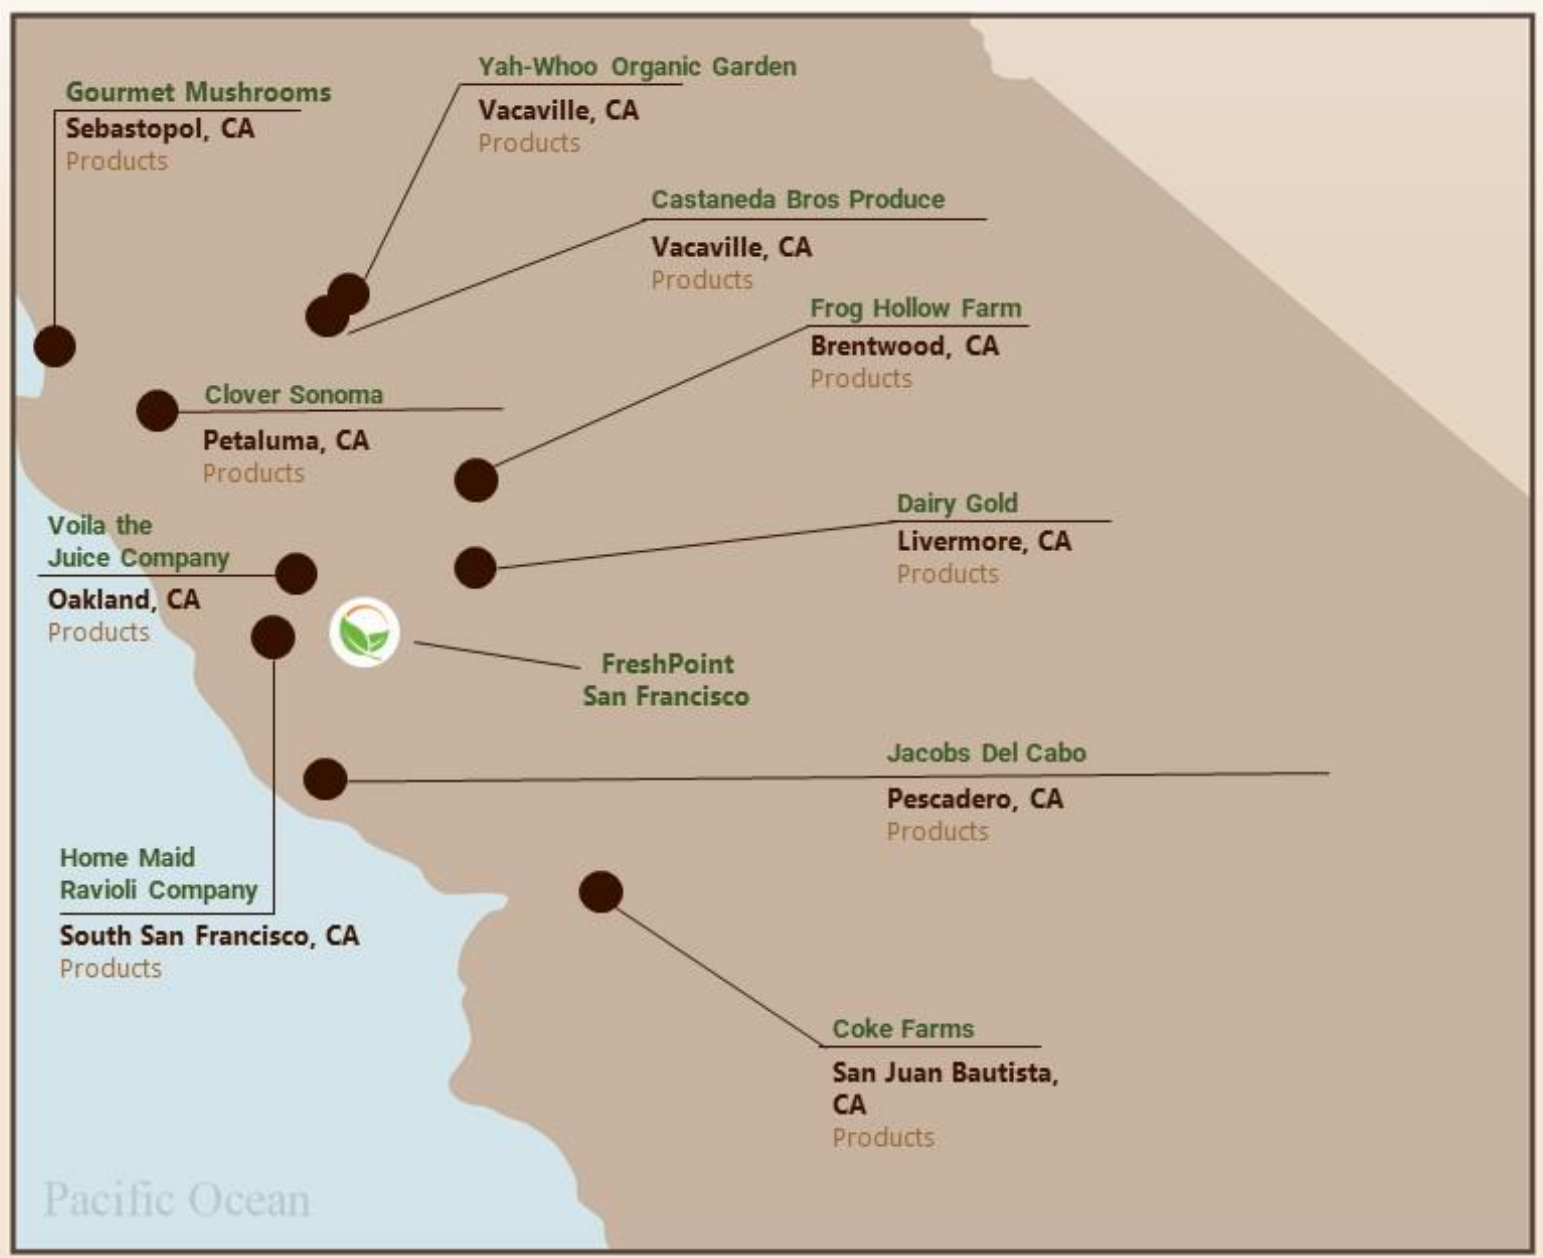 Yah-Whoo Organic Garden
Vacaville, CA
Products
Gourmet Mushrooms
Sebastopol, CA
Products
Castaneda Bros Produce
Vacaville, CA
Products
Frog Hollow Farm
Brentwood, CA
Products
Clover Sonoma
Petaluma, CA
Products
Dairy Gold
Livermore, CA
Products
Voila the
Juice Company
Oakland, CA
Products
FreshPoint
San Francisco
Jacobs Del Cabo
Pescadero, CA
Products
Home Maid
Ravioli Company
South San Francisco, CA
Products
Coke Farms
San Juan Bautista,
CA
Products
Pacific Ocean